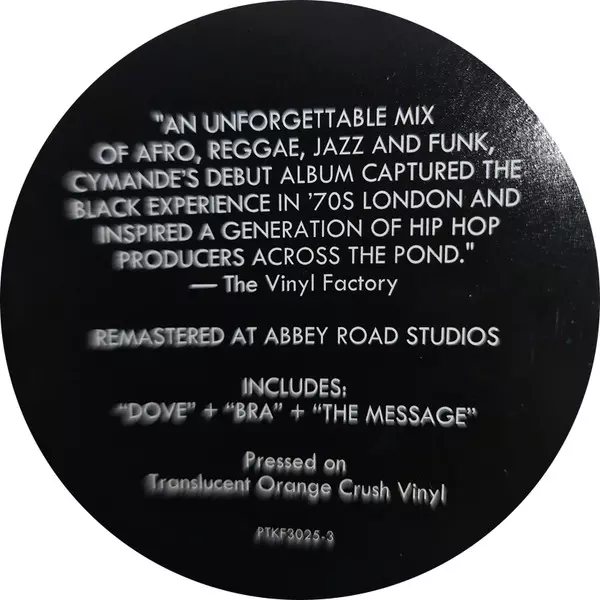 "AN UNFORGETTABLE MIX
OF AFRO, REGGAE, JAZZ AND FUNK,
CYMANDE'S DEBUT ALBUM CAPTURED THE
BLACK EXPERIENCE IN '70S LONDON AND
INSPIRED A GENERATION OF HIP HOP
PRODUCERS ACROSS THE POND."
— The Vinyl Factory
REMASTERED AT ABBEY ROAD STUDIOS
INCLUDES:
"DOVE" + "BRA" + "THE MESSAGE"
Pressed on
Translucent Orange Crush Vinyl
PTKF3025-3